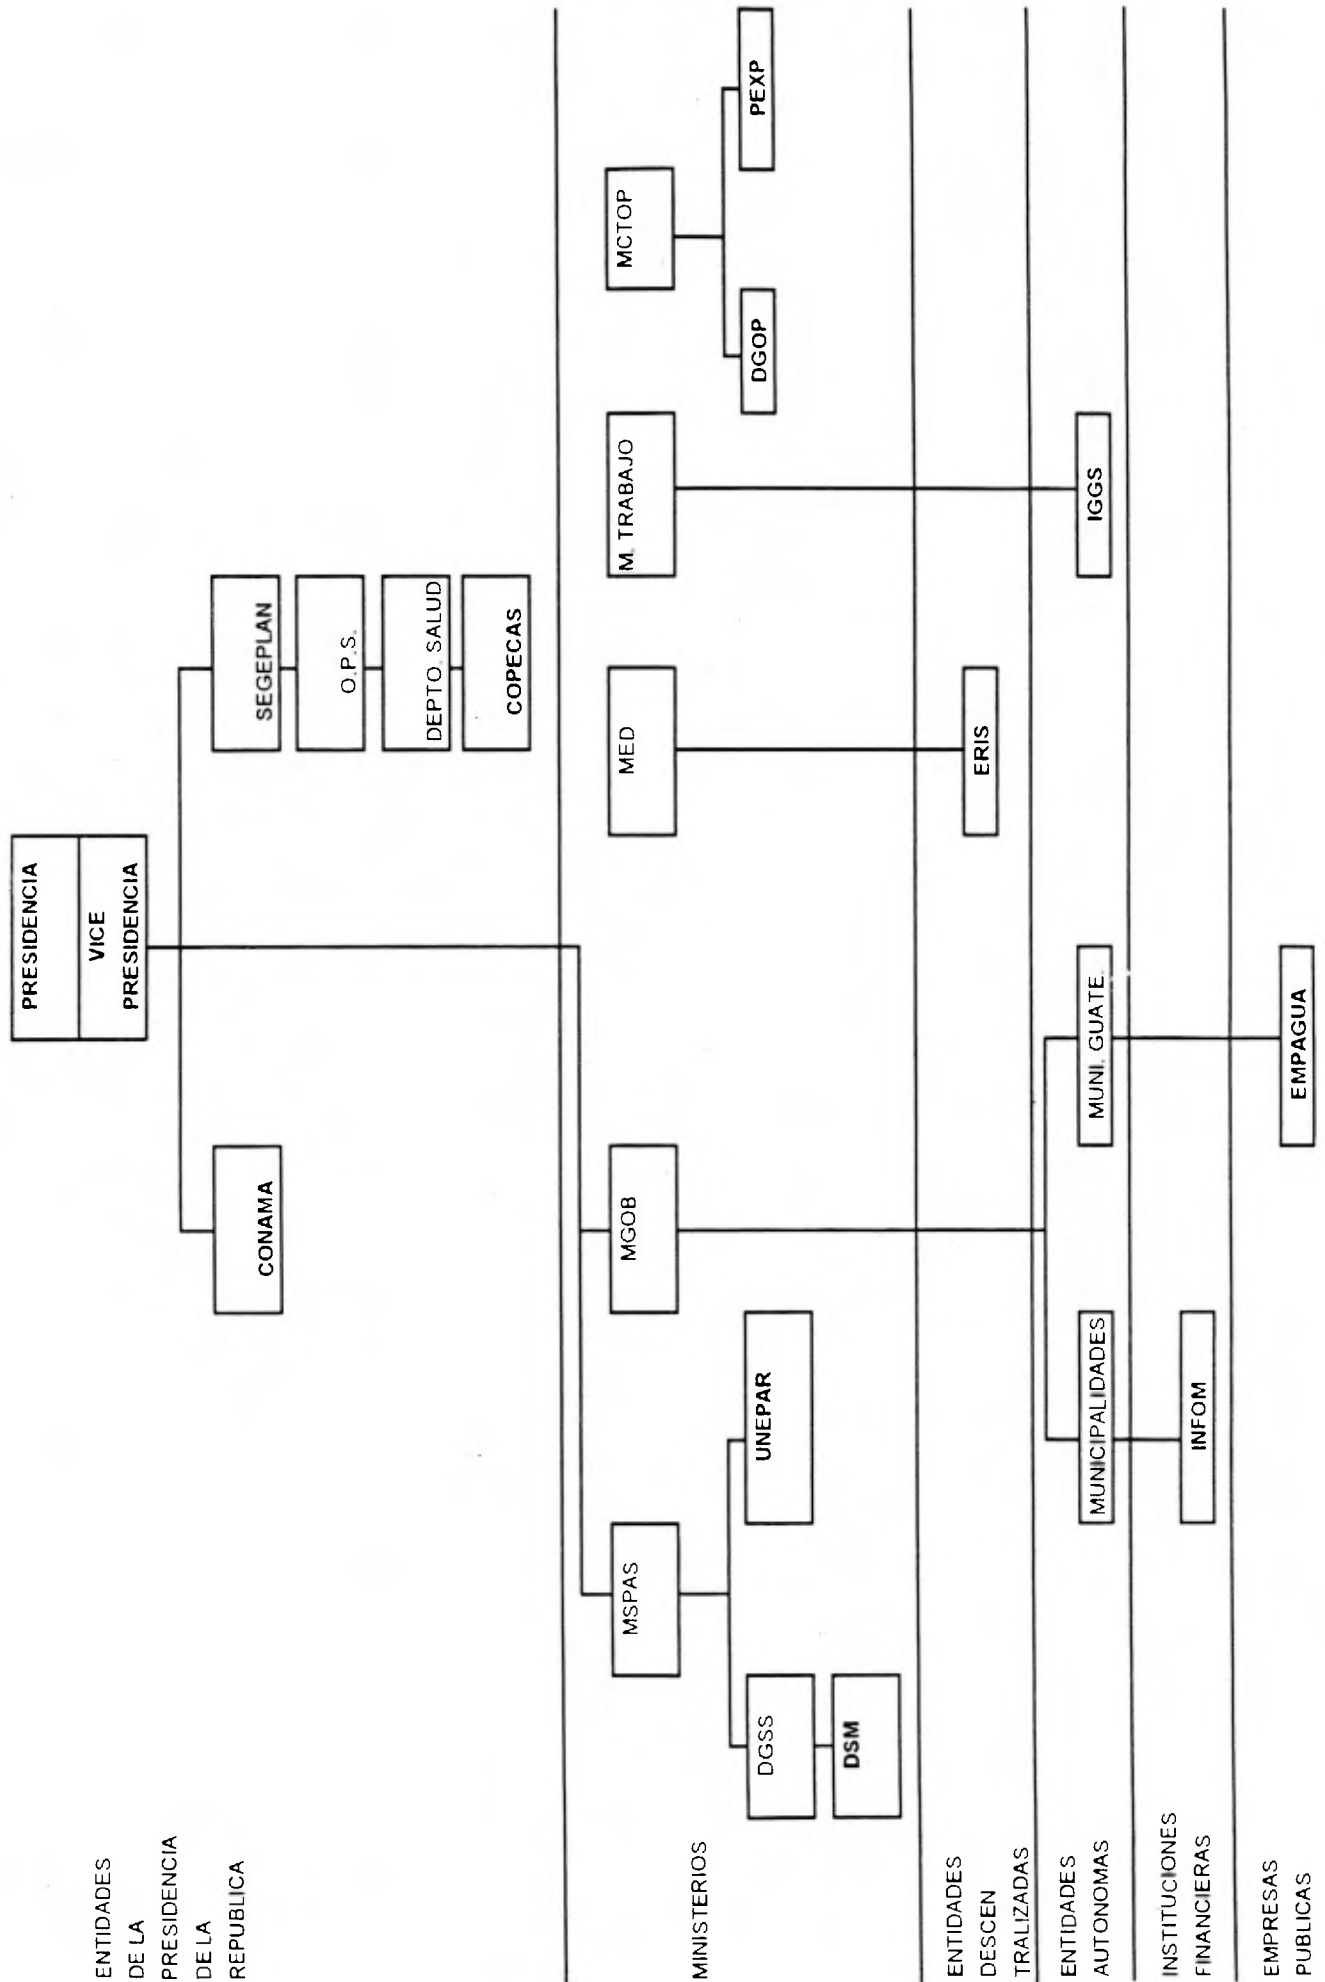 PRESIDENCIA
VICE
PRESIDENCIA
ENTIDADES
DE LA
PRESIDENCIA
DE LA
REPUBLICA
CONAMA
SEGEPLAN
O.P.S.
DEPTO. SALUD
COPECAS
MINISTERIOS
MSPAS
MGOB
MED
M. TRABAJO
MCTOP
DGSS
UNEPAR
DGOP
PEXP
DSM
ENTIDADES
DESCEN
TRALIZADAS
ERIS
ENTIDADES
AUTONOMAS
MUNICIPALIDADES
MUNI. GUATE.
IGGS
INSTITUCIONES
FINANCIERAS
INFOM
EMPRESAS
PUBLICAS
EMPAGUA